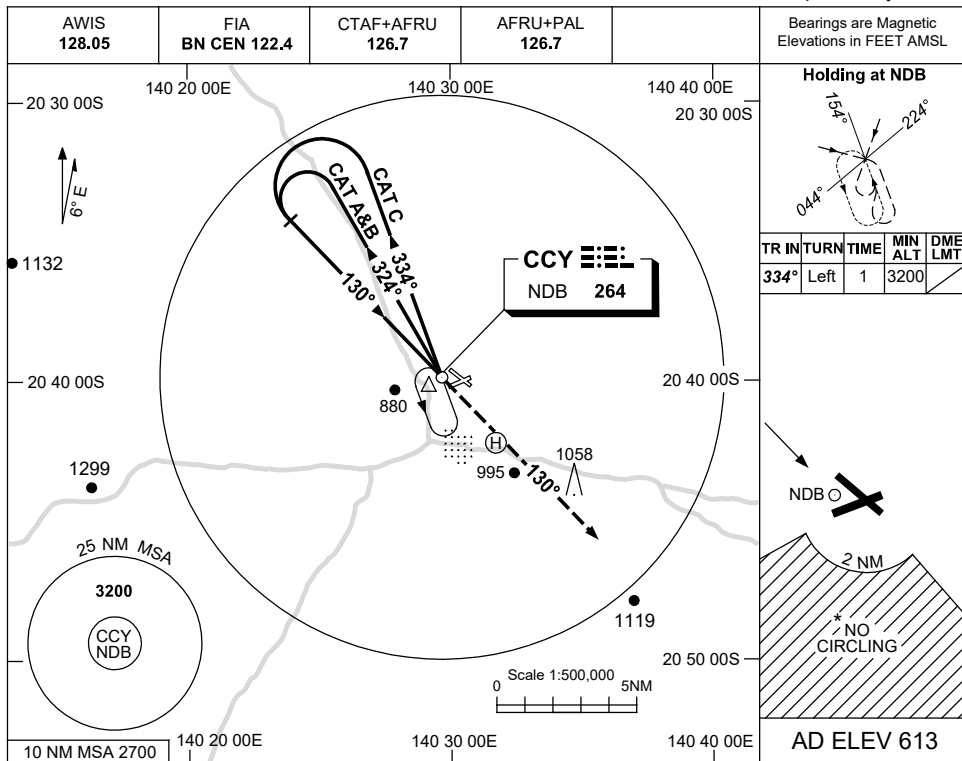 AWIS
128.05
FIA
BN CEN 122.4
CTAF+AFRU
126.7
AFRU+PAL
126.7
Bearings are Magnetic
Elevations in FEET AMSL
140 20 00E
140 30 00E
140 40 00E
20 30 00S
20 30 00S
6° E
CAT C
CAT A&B
334°
324°
130°
1132
CCY
NDB 264
20 40 00S
20 40 00S
880
H
995
1058
130°
1299
1119
25 NM MSA
3200
CCY
NDB
20 50 00S
Scale 1:500,000
0 5NM
10 NM MSA 2700
140 20 00E
140 30 00E
140 40 00E
Holding at NDB
154°
224°
044°
TR IN TURN TIME MIN ALT DME LMT
334° Left 1 3200
NDB
2 NM
* NO
CIRCLING
AD ELEV 613